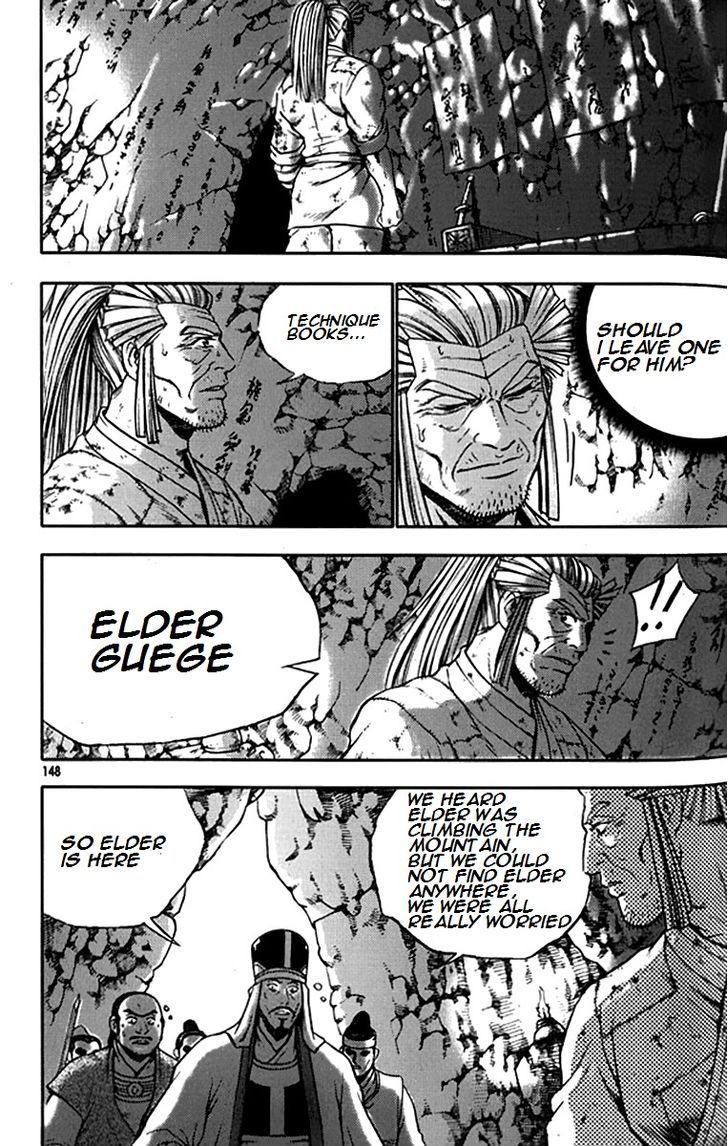 TECHNIQUE
BOOKS...
SHOULD
I LEAVE ONE
FOR HIM?
ELDER
GUEGE
!!
148
SO ELDER
IS HERE
WE HEARD
ELDER WAS
CLIMBING THE
MOUNTAIN,
BUT WE COULD
NOT FIND ELDER
ANYWHERE,
WE WERE ALL
REALLY WORRIED